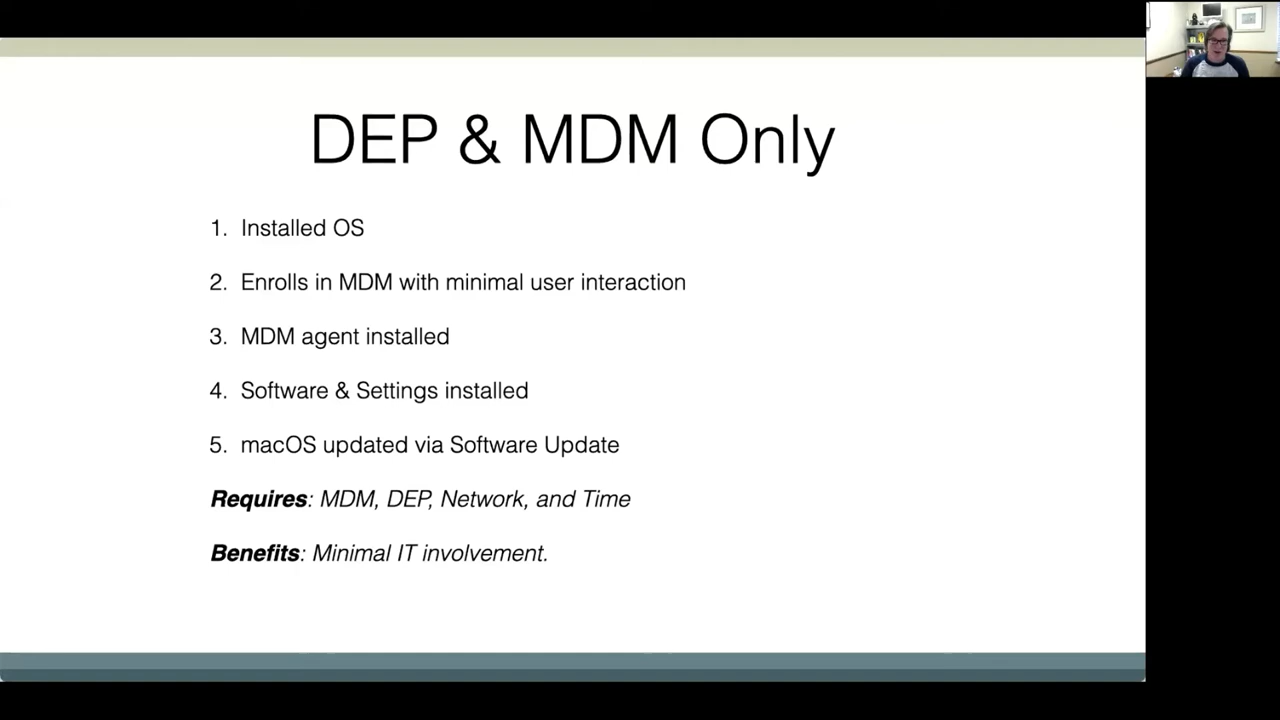 DEP & MDM Only
1. Installed OS
2. Enrolls in MDM with minimal user interaction
3. MDM agent installed
4. Software & Settings installed
5. macOS updated via Software Update
Requires: MDM, DEP, Network, and Time
Benefits: Minimal IT involvement.